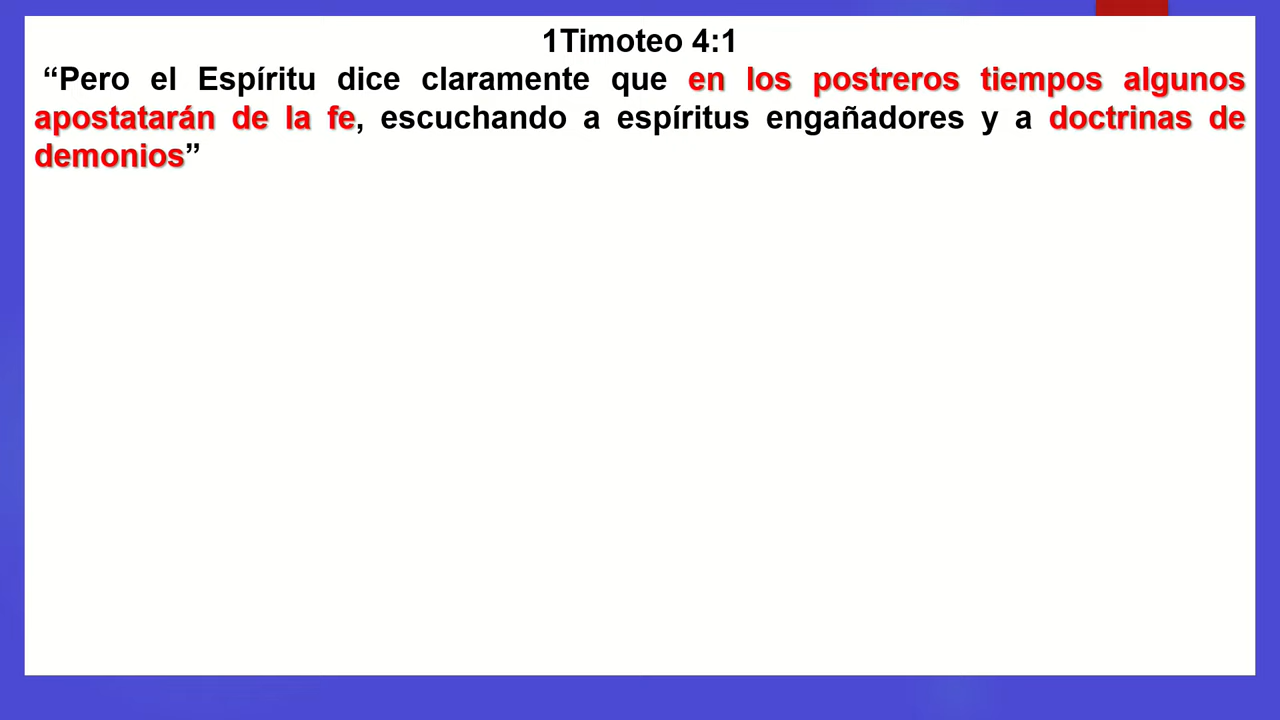 1Timoteo 4:1
“Pero el Espíritu dice claramente que en los postreros tiempos algunos
apostatarán de la fe, escuchando a espíritus engañadores y a doctrinas de
demonios”